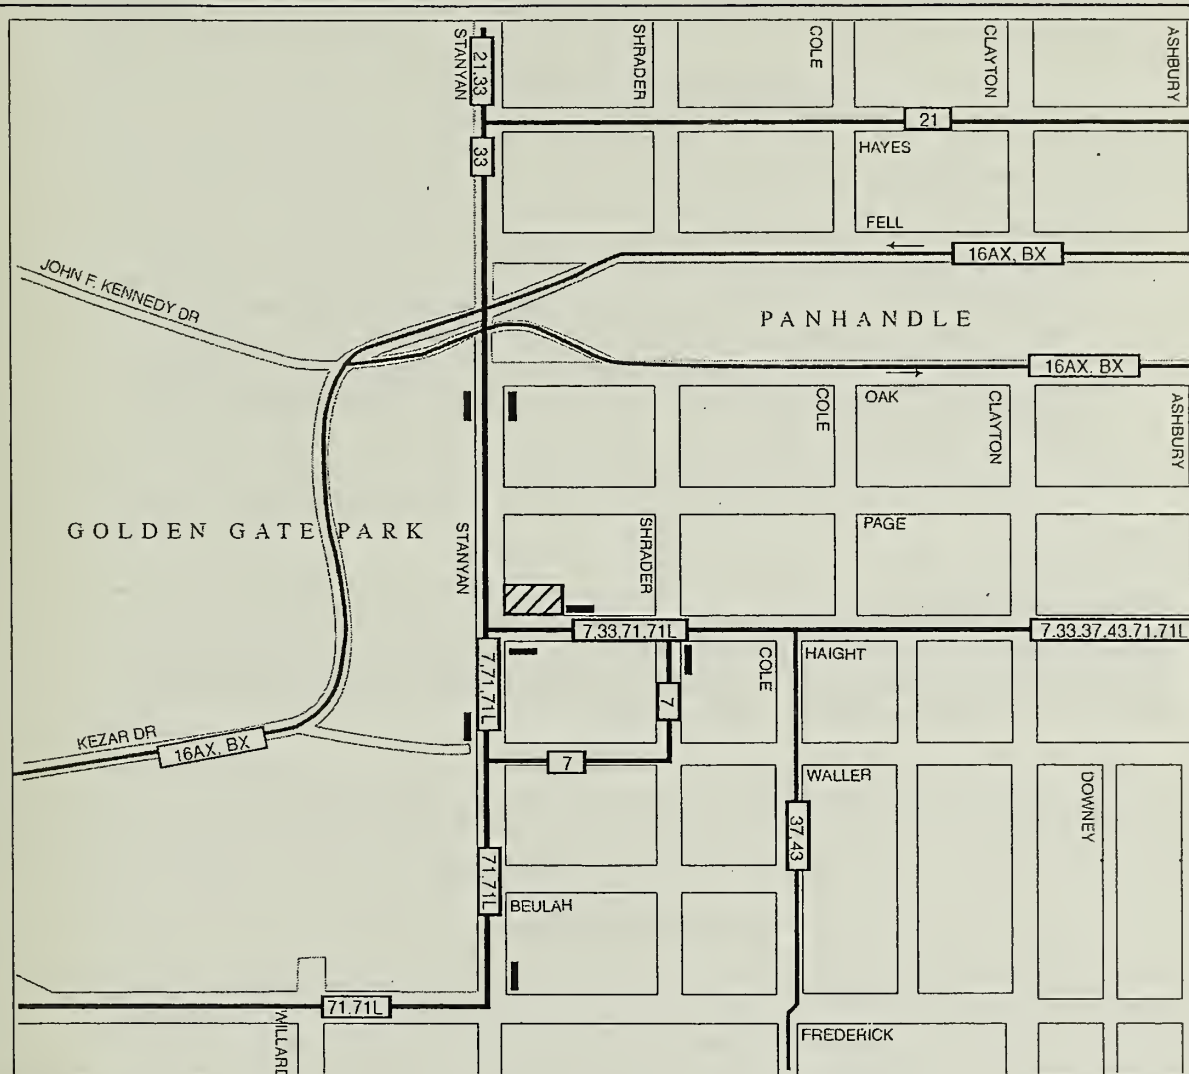 STANYAN
21,33
SHRADER
COLE
CLAYTON
ASHBURY
21
33
HAYES
FELL
16AX, BX
JOHN F. KENNEDY DR
PANHANDLE
16AX, BX
COLE
OAK
CLAYTON
ASHBURY
GOLDEN GATE PARK
STANYAN
SHRADER
PAGE
7,33,71,71L
7,33,37,43,71,71L
7,71,71L
COLE
HAIGHT
7
KEZAR DR
16AX, BX
7
WALLER
DOWNEY
37,43
71,71L
BEULAH
71,71L
WILLARD
FREDERICK